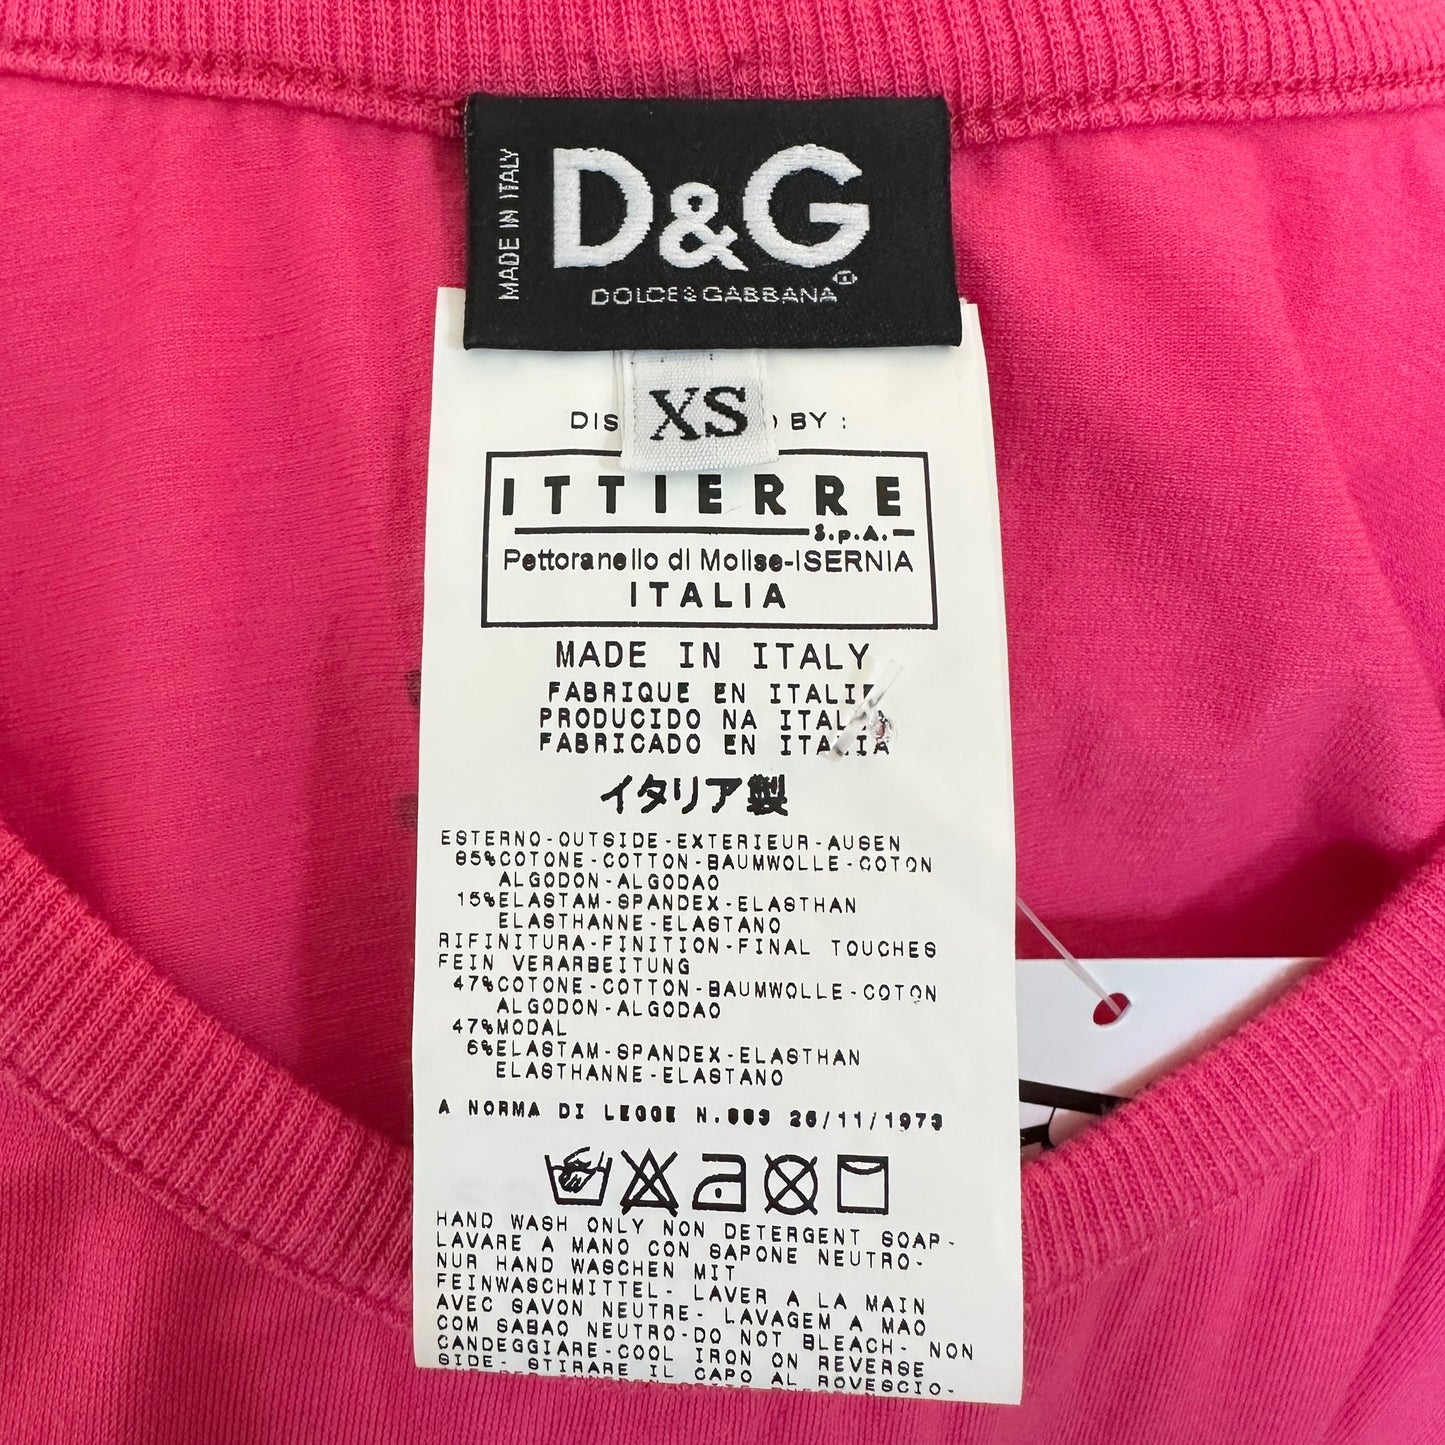 MADE IN ITALY
D&G
DOLCE&GABBANA
XS
BY :
ITTIERRE
S.p.A.
Pettoranello di Molise-ISERNIA
ITALIA
MADE IN ITALY
FABRIQUE EN ITALIE
PRODUCIDO NA ITALIA
FABRICADO EN ITALIA
イタリア製
ESTERNO-OUTSIDE-EXTERIEUR-AUSEN
85%COTONE-COTTON-BAUMWOLLE-COTON
ALGODON-ALGODAO
15%ELASTAM-SPANDEX-ELASTHAN
ELASTHANNE-ELASTANO
RIFINITURA-FINITION-FINAL TOUCHES
FEIN VERARBEITUNG
47%COTONE-COTTON-BAUMWOLLE-COTON
ALGODON-ALGODAO
47%MODAL
6%ELASTAM-SPANDEX-ELASTHAN
ELASTHANNE-ELASTANO
A NORMA DI LEGGE N.883 26/11/1973
HAND WASH ONLY NON DETERGENT SOAP-
LAVARE A MANO CON SAPONE NEUTRO-
NUR HAND WASCHEN MIT
FEINWASCHMITTEL- LAVER A LA MAIN
AVEC SAVON NEUTRE- LAVAGEM A MAO
COM SABAO NEUTRO-DO NOT BLEACH- NON
CANDEGGIARE-COOL IRON ON REVERSE
SIDE- STIRARE IL CAPO AL ROVESCIO-